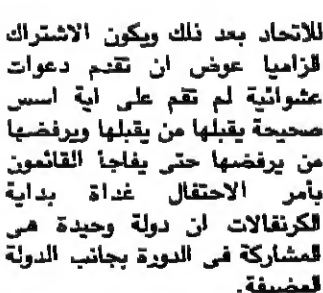 للاتحاد بعد ذلك ويكون الاشتراك
الزاميا عوض ان تقدم دعوات
عشوائية لم تقم على اية اسس
صحيحة يقبلها من يقبلها ويرفضها
من يرفضها حتى يفاجأ القائمون
بأمر الاحتفال غداة بداية
الكرنفالات ان دولة وحيدة هى
المشاركة فى الدورة بجانب الدولة
المضيفة.